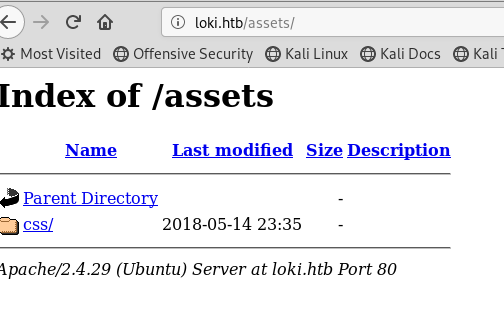 loki.htb/assets/
Most Visited Offensive Security Kali Linux Kali Docs Kali T
Index of /assets
Name Last modified Size Description
Parent Directory -
css/ 2018-05-14 23:35 -
Apache/2.4.29 (Ubuntu) Server at loki.htb Port 80